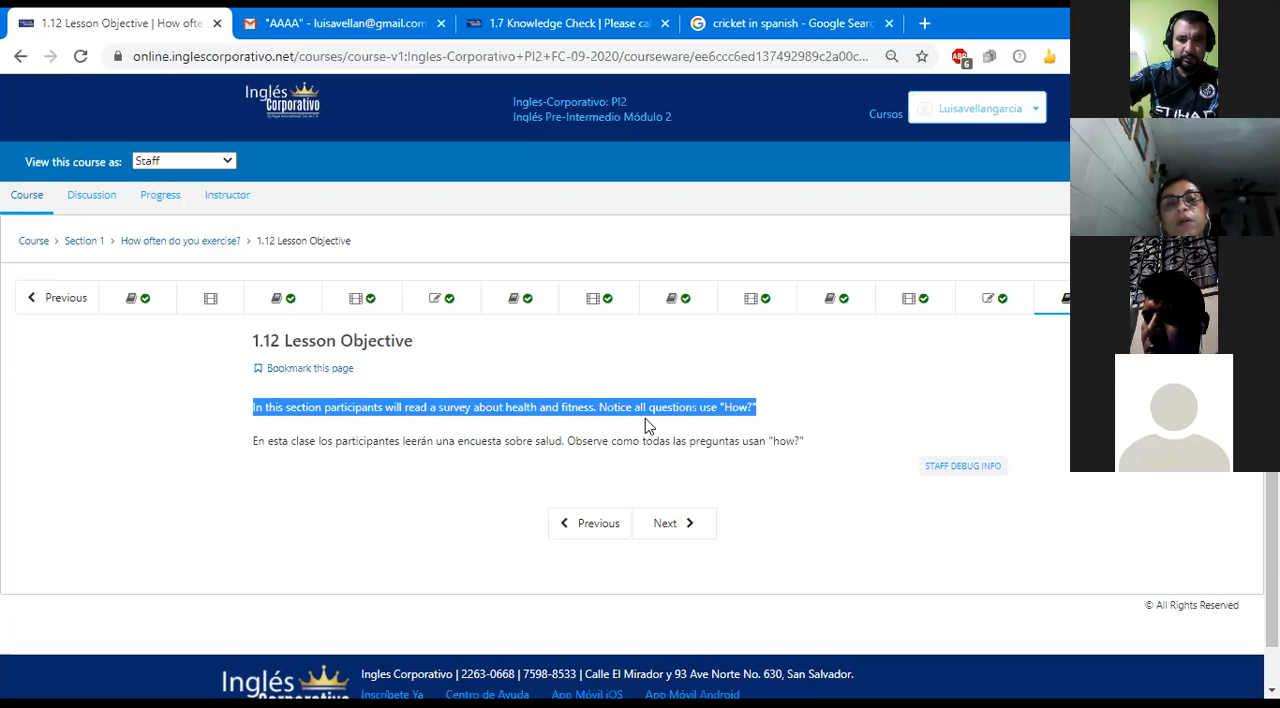 1.12 Lesson Objective | How ofte
"AAAA" - luisavellan@gmail.com
1.7 Knowledge Check | Please ca
cricket in spanish - Google Sear
online.inglescorporativo.net/courses/course-v1:Ingles-Corporativo+PI2+FC-09-2020/courseware/ee6ccc6ed137492989c2a00c...
ABP
6
Inglés
Corporativo
Ingles-Corporativo: PI2
Inglés Pre-Intermedio Módulo 2
Cursos
Luisavellangarcia
View this course as:
Staff
Course
Discussion
Progress
Instructor
Course > Section 1 > How often do you exercise? > 1.12 Lesson Objective
Previous
1.12 Lesson Objective
Bookmark this page
In this section participants will read a survey about health and fitness. Notice all questions use "How?"
En esta clase los participantes leerán una encuesta sobre salud. Observe como todas las preguntas usan "how?"
STAFF DEBUG INFO
Previous
Next
© All Rights Reserved
Inglés
Corporativo
Ingles Corporativo | 2263-0668 | 7598-8533 | Calle El Mirador y 93 Ave Norte No. 630, San Salvador.
Inscríbete Ya
Centro de Ayuda
App Móvil iOS
App Móvil Android